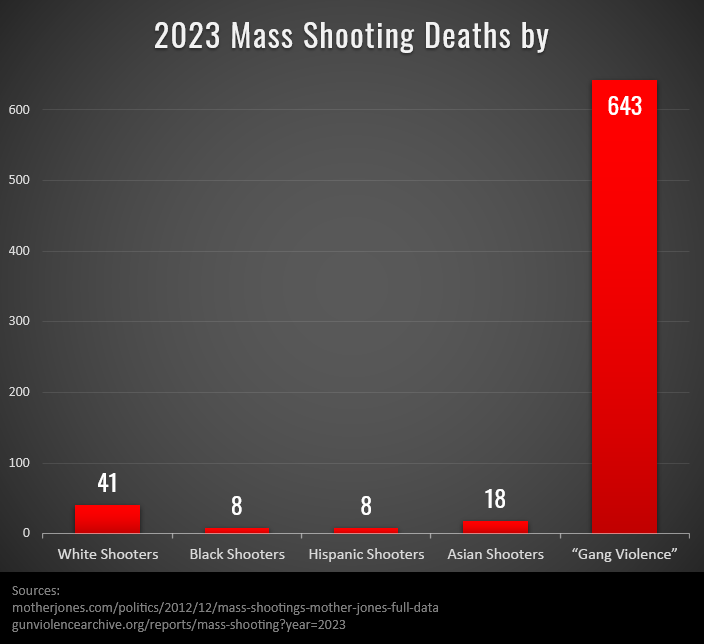 2023 Mass Shooting Deaths by
600
500
400
300
200
100
0
41
8
8
18
643
White Shooters
Black Shooters
Hispanic Shooters
Asian Shooters
“Gang Violence”
Sources:
motherjones.com/politics/2012/12/mass-shootings-mother-jones-full-data
gunviolencearchive.org/reports/mass-shooting?year=2023